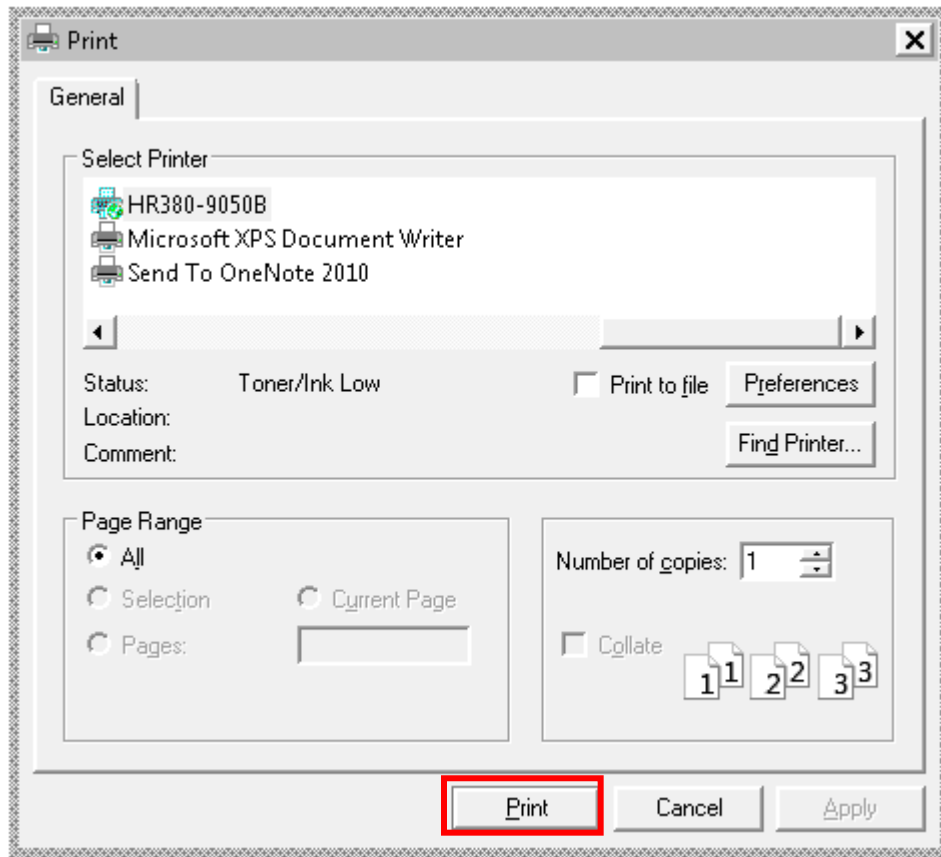 Print
General
Select Printer
HR380-9050B
Microsoft XPS Document Writer
Send To OneNote 2010
Status: Toner/Ink Low Print to file Preferences
Location:
Comment: Find Printer...
Page Range
All
Number of copies: 1
Selection Current Page
Pages:
Collate
1 1 2 2 3 3
Print Cancel Apply